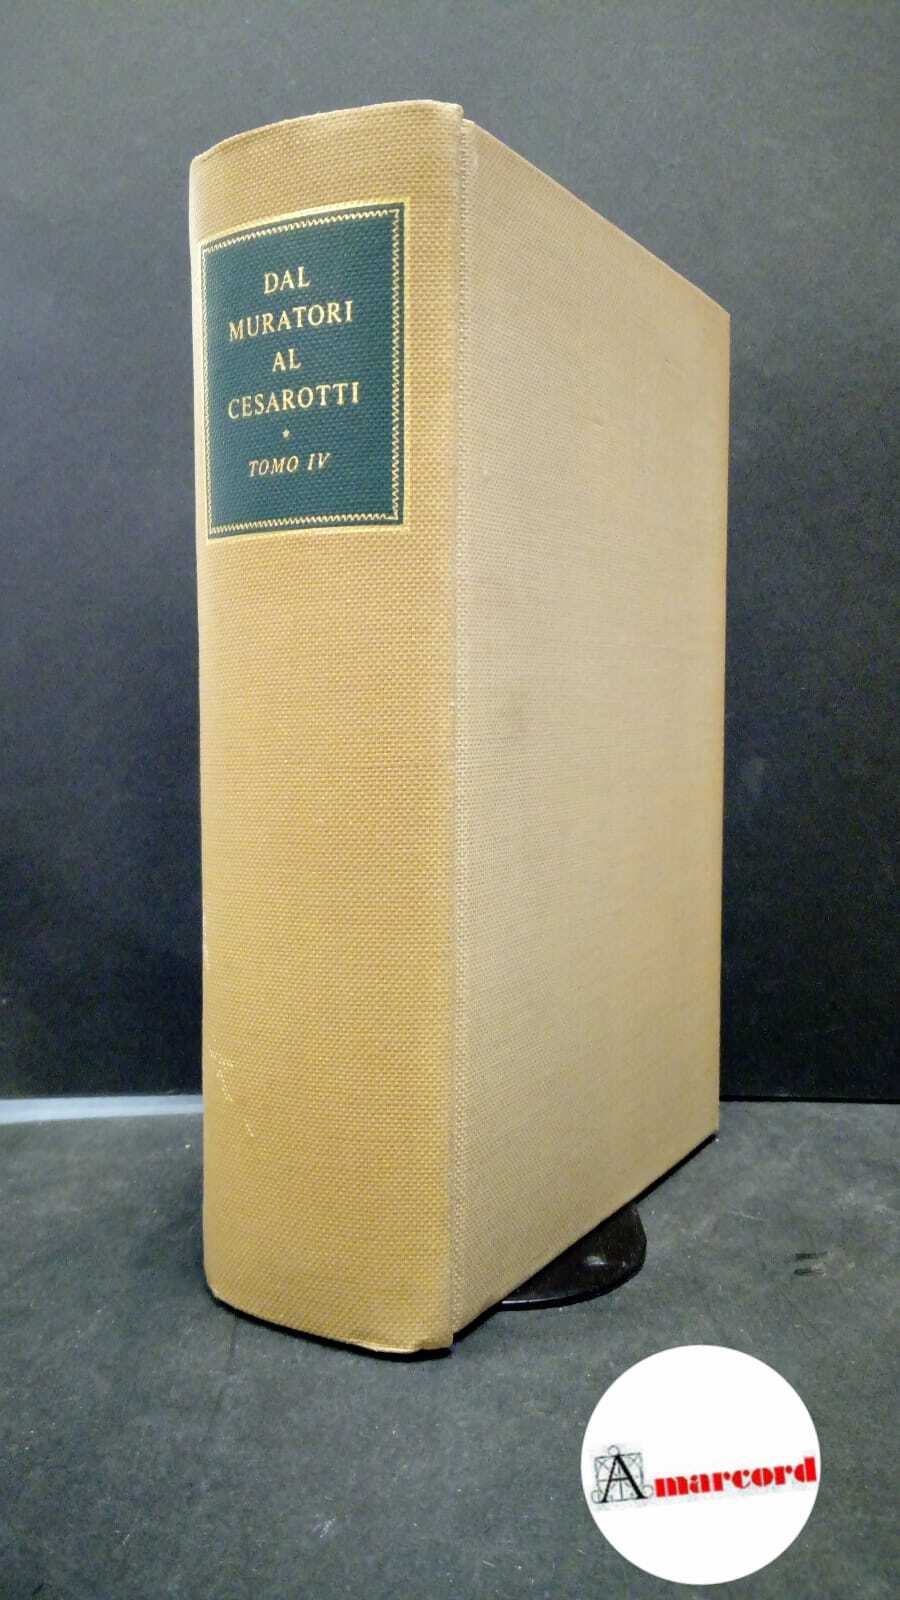 DAL
MURATORI
AL
CESAROTTI
*
TOMO IV
Amarcord